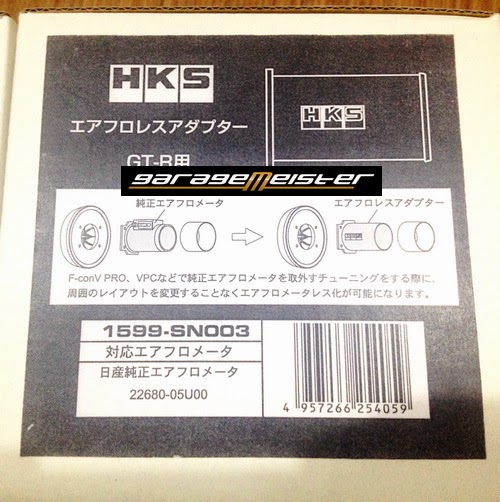 HKS
HKS
エアフロレスアダプター
GT-R用
garagemeister
純正エアフロメータ
エアフロレスアダプター
HKS
F-conV PRO、VPCなどで純正エアフロメータを取外すチューニングをする際に、
周囲のレイアウトを変更することなくエアフロメータレス化が可能になります。
1599-SN003
対応エアフロメータ
日産純正エアフロメータ
22680-05U00
4 957266 254059